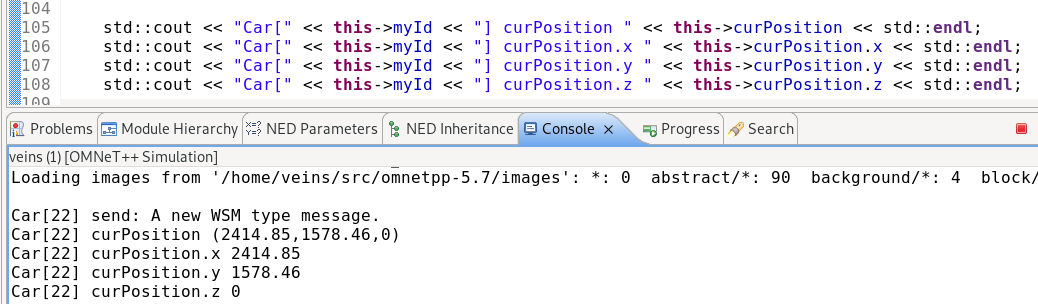 104
105 std::cout << "Car[" << this->myId << "] curPosition " << this->curPosition << std::endl;
106 std::cout << "Car[" << this->myId << "] curPosition.x " << this->curPosition.x << std::endl;
107 std::cout << "Car[" << this->myId << "] curPosition.y " << this->curPosition.y << std::endl;
108 std::cout << "Car[" << this->myId << "] curPosition.z " << this->curPosition.z << std::endl;
109
Problems Module Hierarchy NED Parameters NED Inheritance Console Progress Search
veins (1) [OMNeT++ Simulation]
Loading images from '/home/veins/src/omnetpp-5.7/images': *: 0 abstract/*: 90 background/*: 4 block/
Car[22] send: A new WSM type message.
Car[22] curPosition (2414.85,1578.46,0)
Car[22] curPosition.x 2414.85
Car[22] curPosition.y 1578.46
Car[22] curPosition.z 0